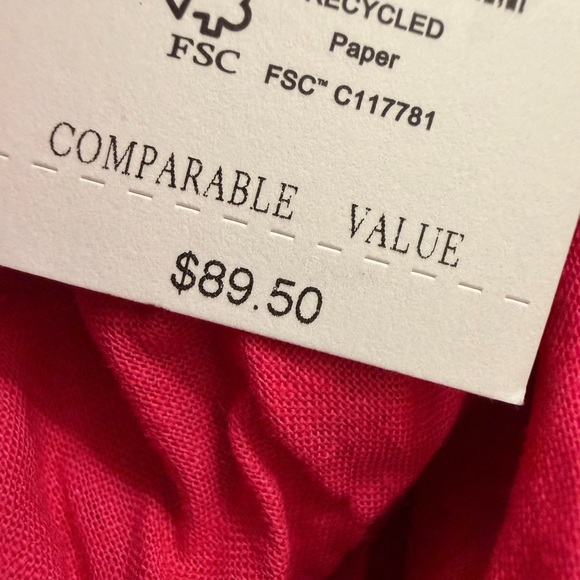 RECYCLED
Paper
FSC
FSC™ C117781
COMPARABLE VALUE
$89.50